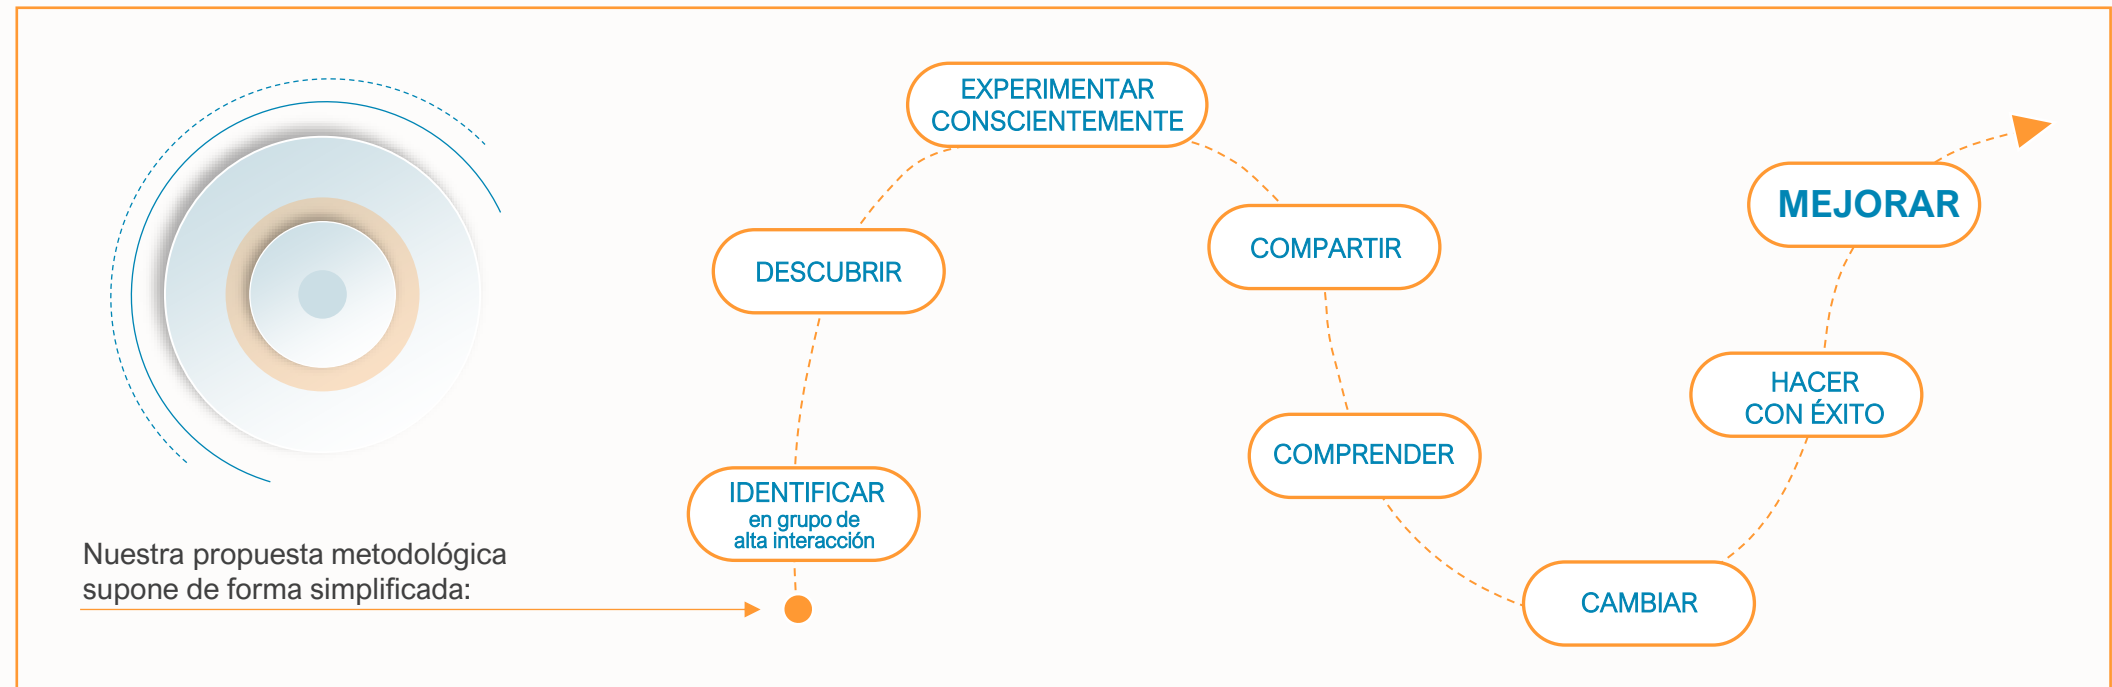 Nuestra propuesta metodológica
supone de forma simplificada:
IDENTIFICAR
en grupo de
alta interacción
DESCUBRIR
EXPERIMENTAR
CONSCIENTEMENTE
COMPARTIR
COMPRENDER
CAMBIAR
HACER
CON ÉXITO
MEJORAR